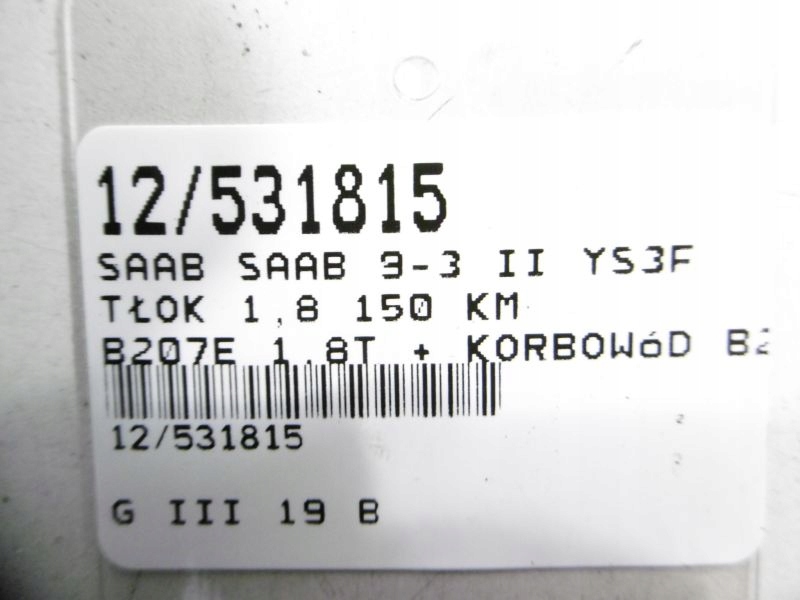 12/531815
SAAB SAAB 9-3 II YS3F
TŁOK 1,8 150 KM
B207E 1.8T + KORBOWóD B2
12/531815
G III 19 B